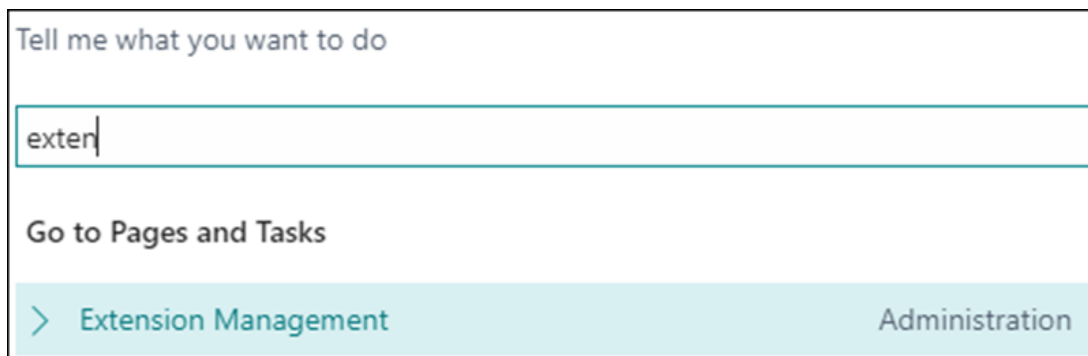 Tell me what you want to do
exten
Go to Pages and Tasks
Extension Management Administration